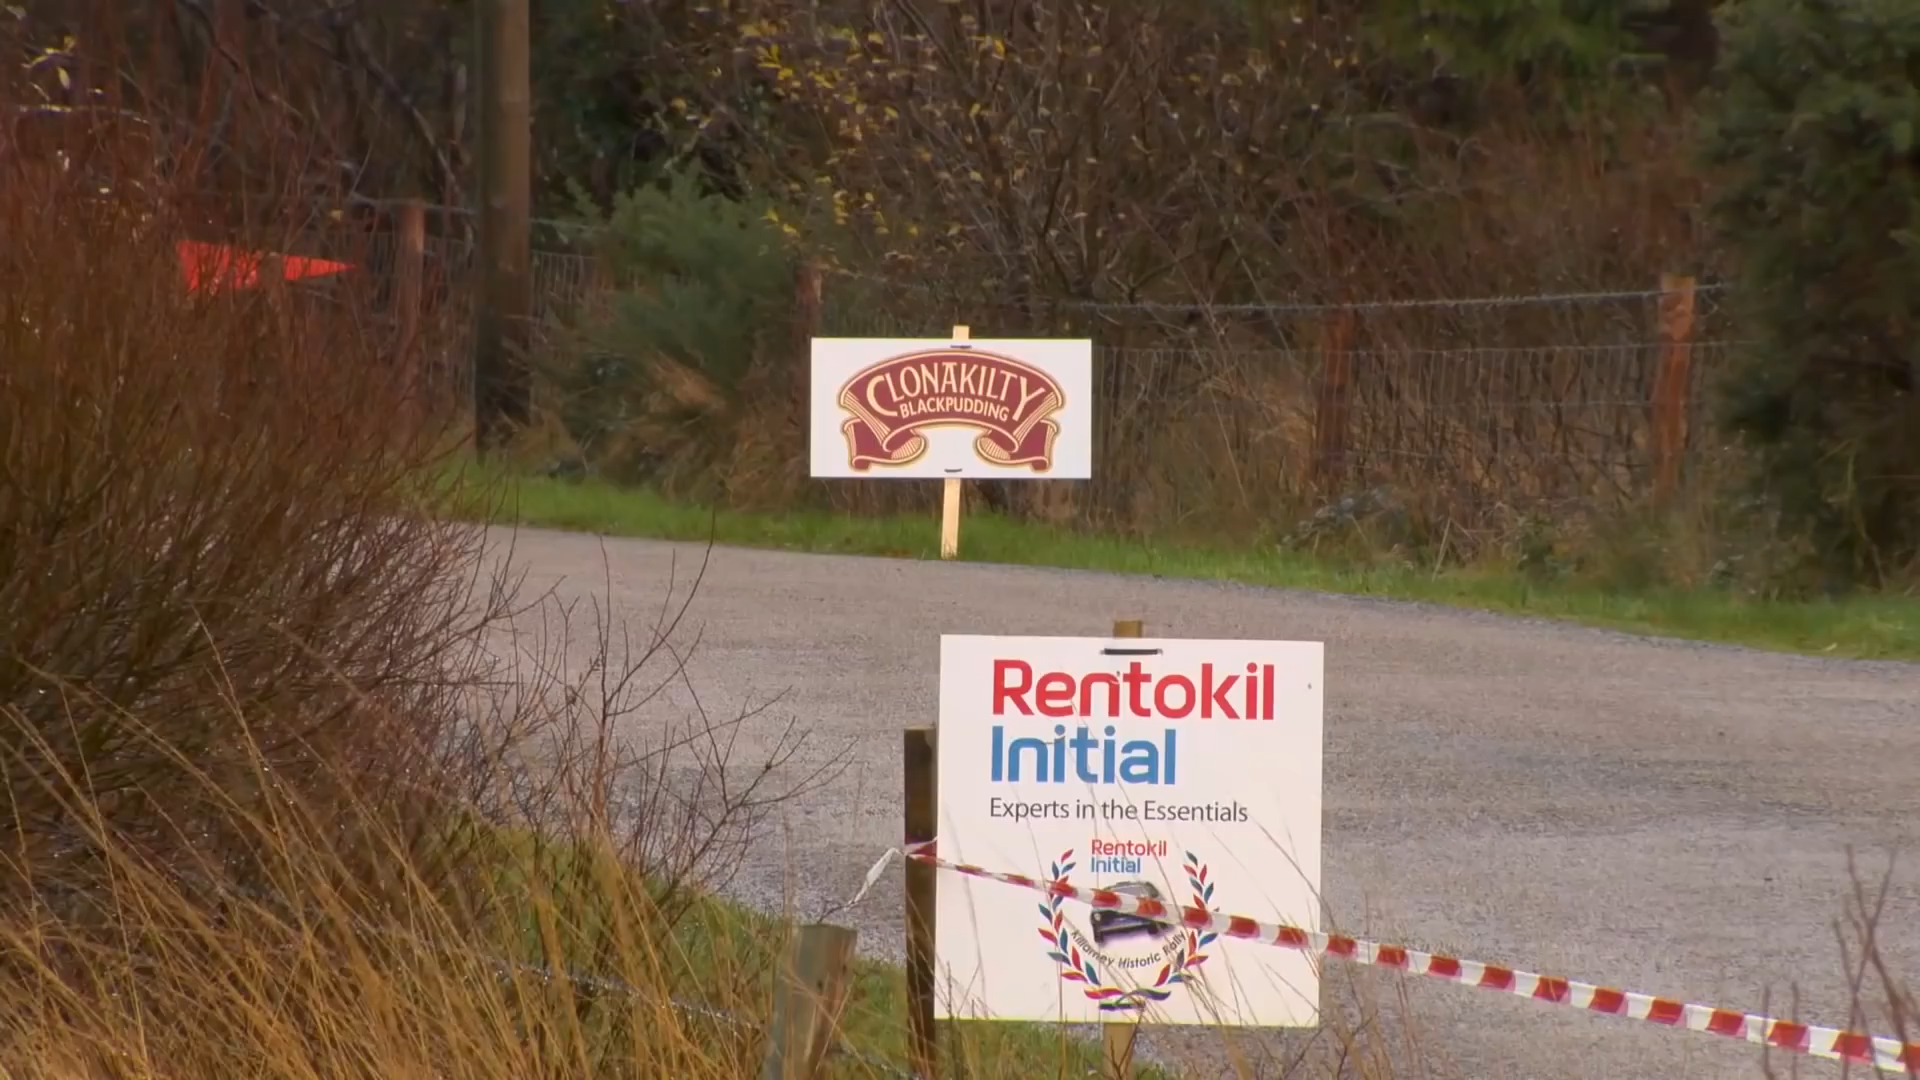 CLONAKILTY
BLACKPUDDING
Rentokil
Initial
Experts in the Essentials
Rentokil
Initial
Killarney Historic Rally